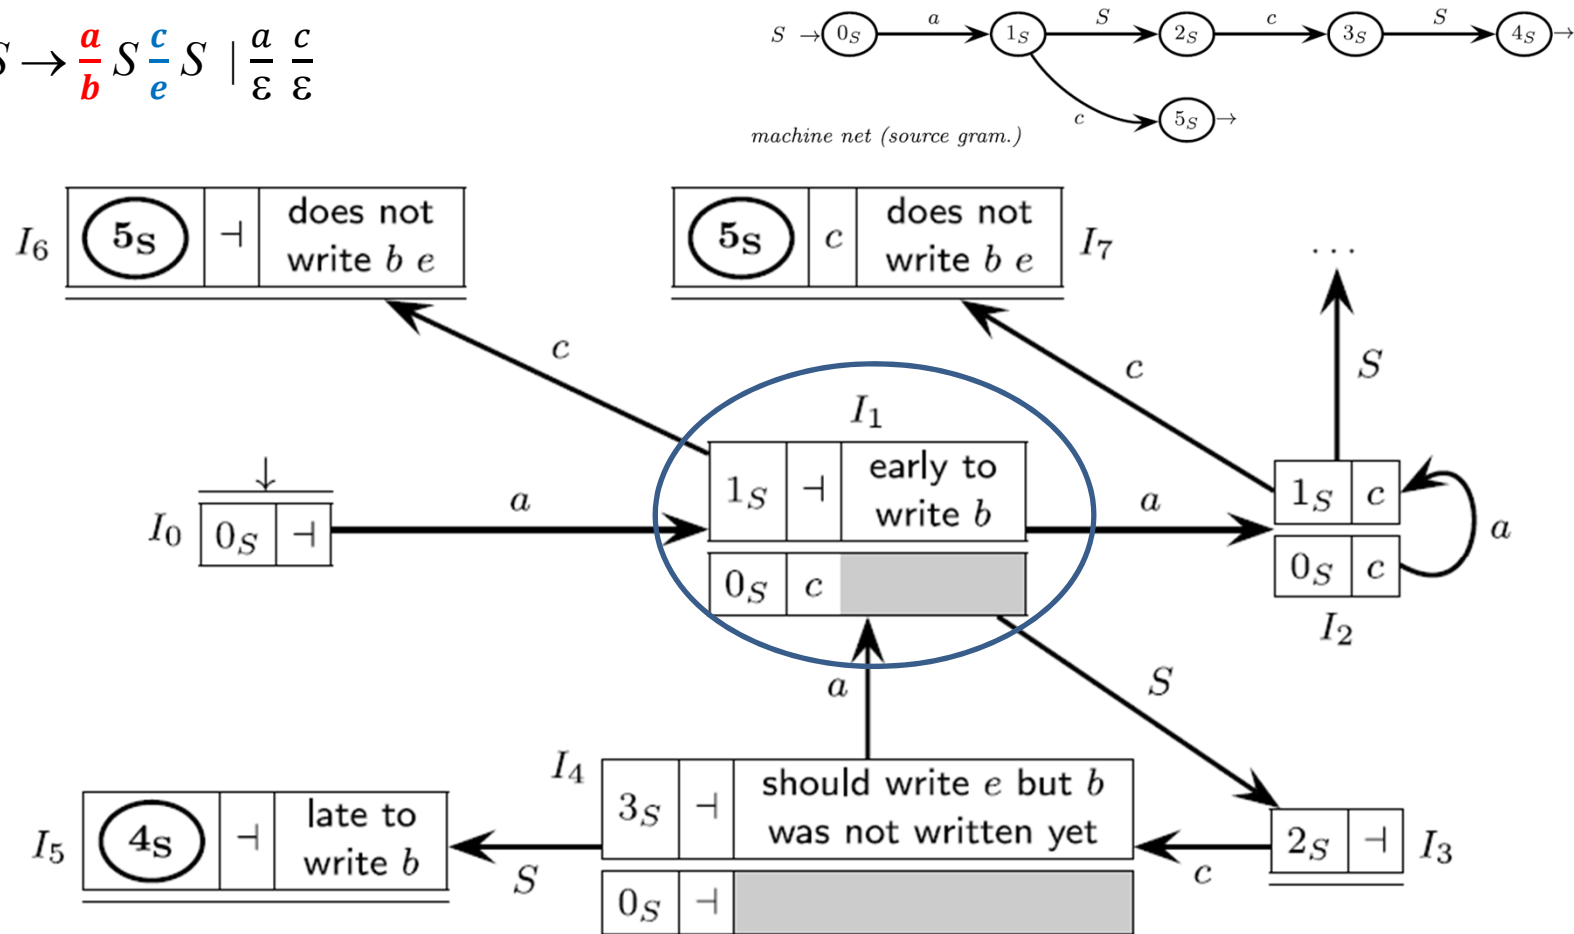 S → a/b S c/e S | a/ε c/ε
S → 0S a 1S S 2S c 3S S 4S →
c 5S →
machine net (source gram.)
I6 5S ⊣ does not
write b e
5S c does not
write b e I7
...
c
c
S
I1
I0 ↓ 0S ⊣
a
1S ⊣ early to
write b
0S c
a
1S c
0S c
a
I2
a
S
I4 3S ⊣ should write e but b
was not written yet
0S ⊣
I5 4S ⊣ late to
write b
S
c
2S ⊣ I3